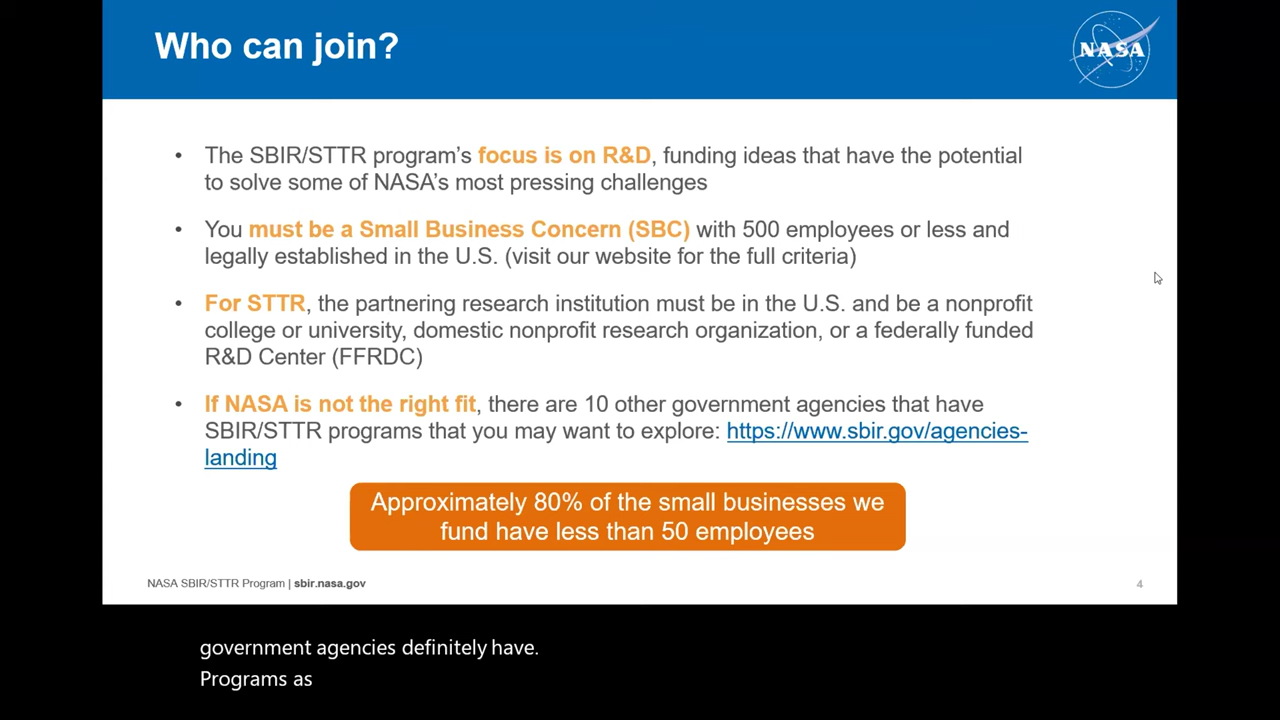 Who can join?
NASA
• The SBIR/STTR program's focus is on R&D, funding ideas that have the potential
to solve some of NASA's most pressing challenges
• You must be a Small Business Concern (SBC) with 500 employees or less and
legally established in the U.S. (visit our website for the full criteria)
• For STTR, the partnering research institution must be in the U.S. and be a nonprofit
college or university, domestic nonprofit research organization, or a federally funded
R&D Center (FFRDC)
• If NASA is not the right fit, there are 10 other government agencies that have
SBIR/STTR programs that you may want to explore: https://www.sbir.gov/agencies-
landing
Approximately 80% of the small businesses we
fund have less than 50 employees
NASA SBIR/STTR Program | sbir.nasa.gov
4
government agencies definitely have.
Programs as